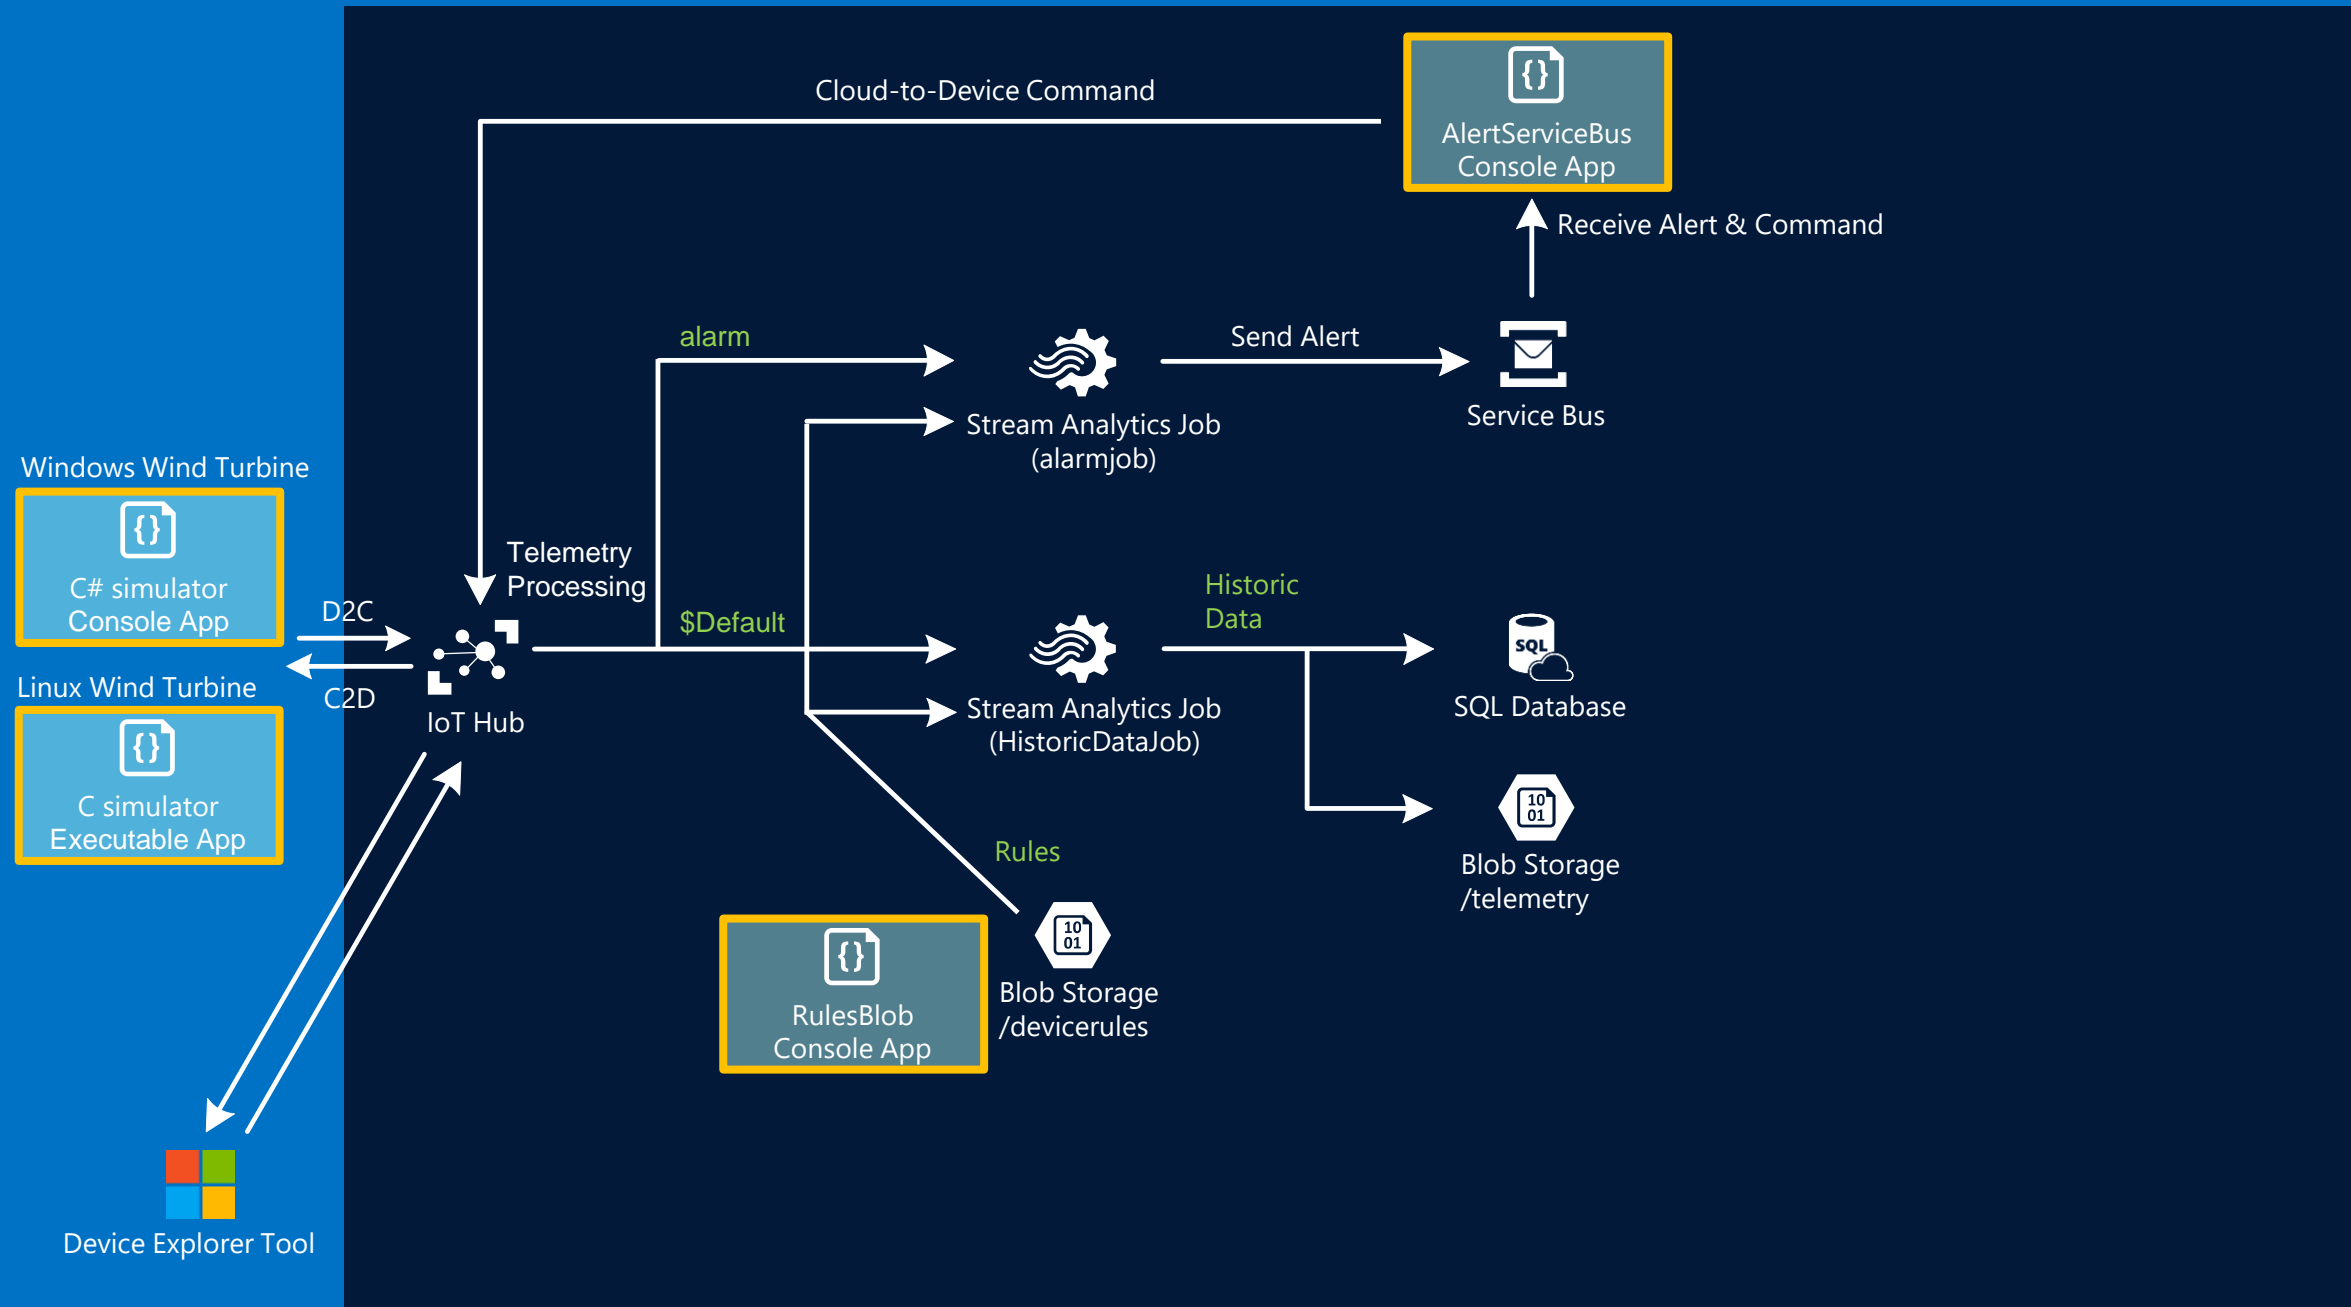 Cloud-to-Device Command
{}
AlertServiceBus
Console App
Receive Alert & Command
alarm
Send Alert
Stream Analytics Job
(alarmjob)
Service Bus
Windows Wind Turbine
{}
C# simulator
Console App
D2C
C2D
Linux Wind Turbine
{}
C simulator
Executable App
Telemetry
Processing
IoT Hub
$Default
Stream Analytics Job
(HistoricDataJob)
Historic
Data
SQL
SQL Database
10
01
Blob Storage
/telemetry
Rules
{}
RulesBlob
Console App
10
01
Blob Storage
/devicerules
Device Explorer Tool